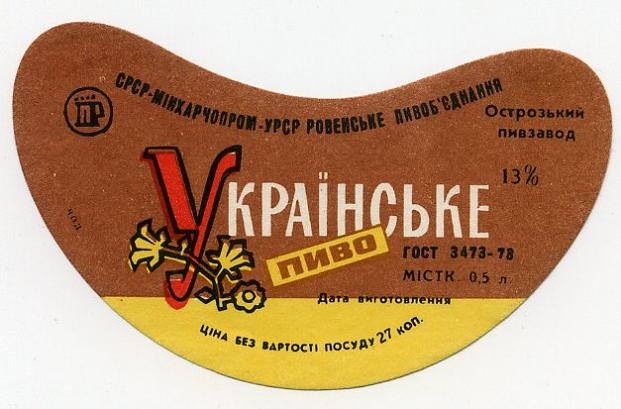 СРСР-МІНХАРЧОПРОМ-УРСР РОВЕНСЬКЕ ПИВОБ'ЄДНАННЯ
ПР
Острозький
пивзавод
13%
УКРАЇНСЬКЕ
ПИВО
ГОСТ 3473-78
МІСТК. 0,5 л
Дата виготовлення
ЦІНА БЕЗ ВАРТОСТІ ПОСУДУ 27 КОП.